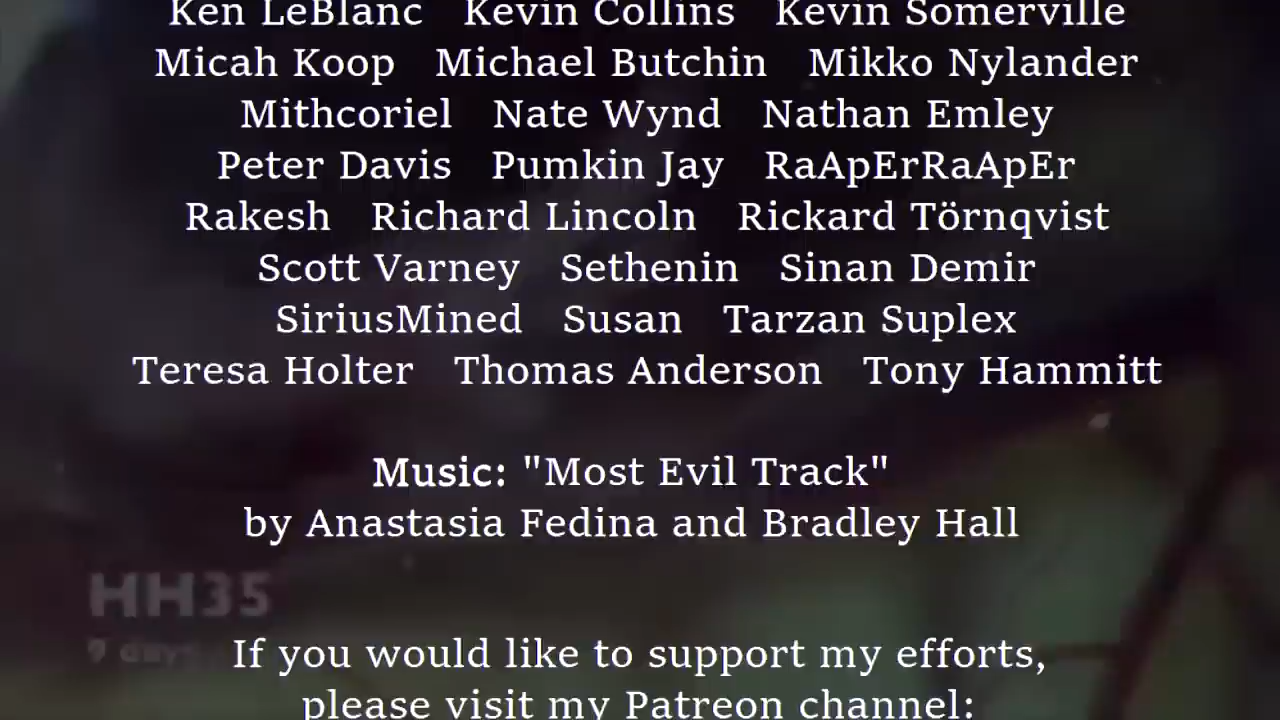 Ken LeBlanc Kevin Collins Kevin Somerville
Micah Koop Michael Butchin Mikko Nylander
Mithcoriel Nate Wynd Nathan Emley
Peter Davis Pumkin Jay RaApErRaApEr
Rakesh Richard Lincoln Rickard Törnqvist
Scott Varney Sethenin Sinan Demir
SiriusMined Susan Tarzan Suplex
Teresa Holter Thomas Anderson Tony Hammitt
Music: "Most Evil Track"
by Anastasia Fedina and Bradley Hall
HH35
9 days
If you would like to support my efforts,
please visit my Patreon channel: